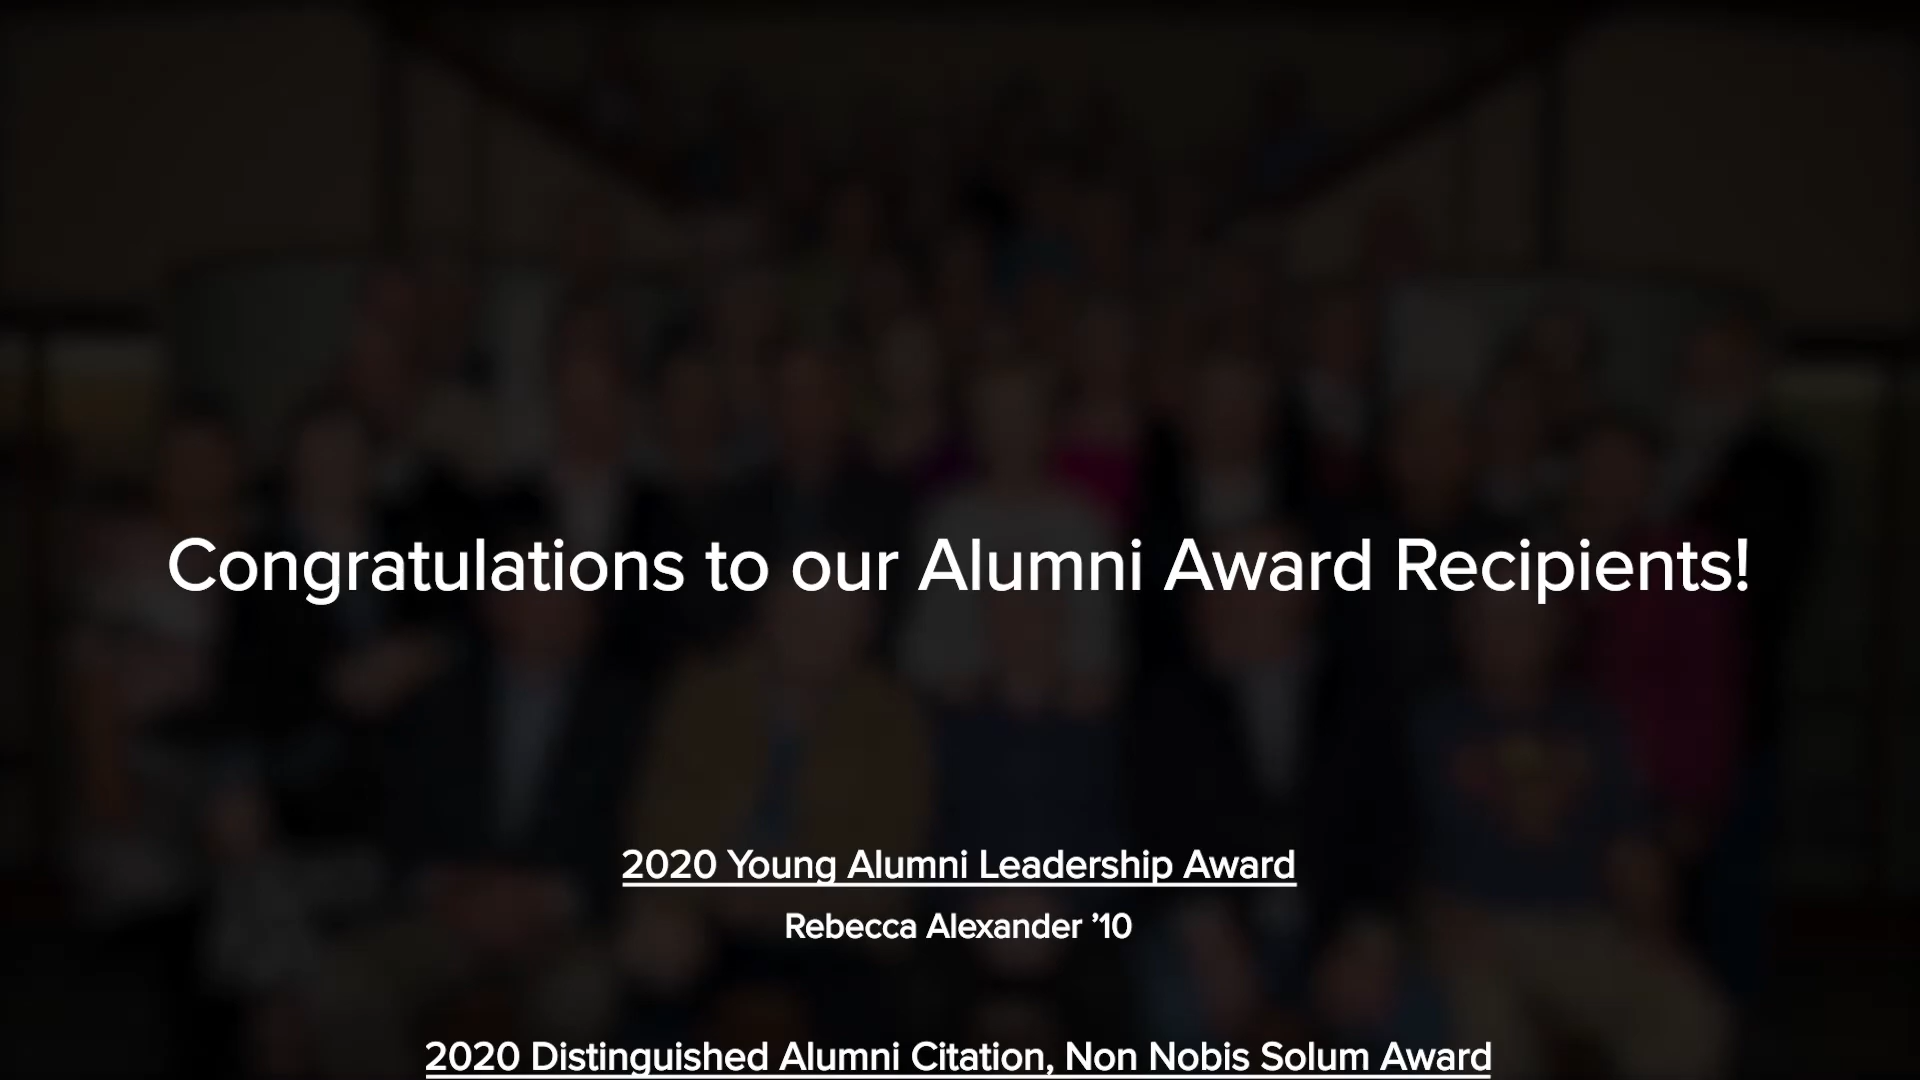 Congratulations to our Alumni Award Recipients!
2020 Young Alumni Leadership Award
Rebecca Alexander ’10
2020 Distinguished Alumni Citation, Non Nobis Solum Award